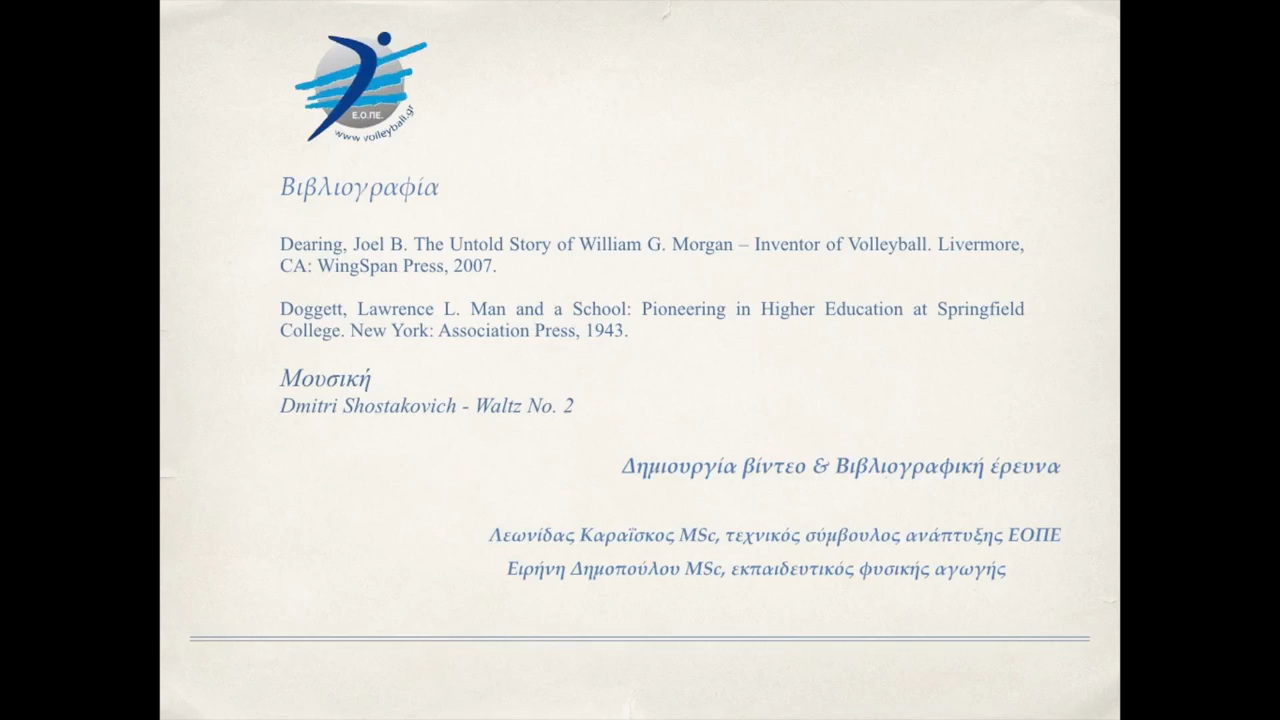 Ε.Ο.ΠΕ.
www.volleyball.gr
Βιβλιογραφία
Dearing, Joel B. The Untold Story of William G. Morgan – Inventor of Volleyball. Livermore,
CA: WingSpan Press, 2007.
Doggett, Lawrence L. Man and a School: Pioneering in Higher Education at Springfield
College. New York: Association Press, 1943.
Μουσική
Dmitri Shostakovich - Waltz No. 2
Δημιουργία βίντεο & Βιβλιογραφική έρευνα
Λεωνίδας Καραΐσκος MSc, τεχνικός σύμβουλος ανάπτυξης ΕΟΠΕ
Ειρήνη Δημοπούλου MSc, εκπαιδευτικός φυσικής αγωγής